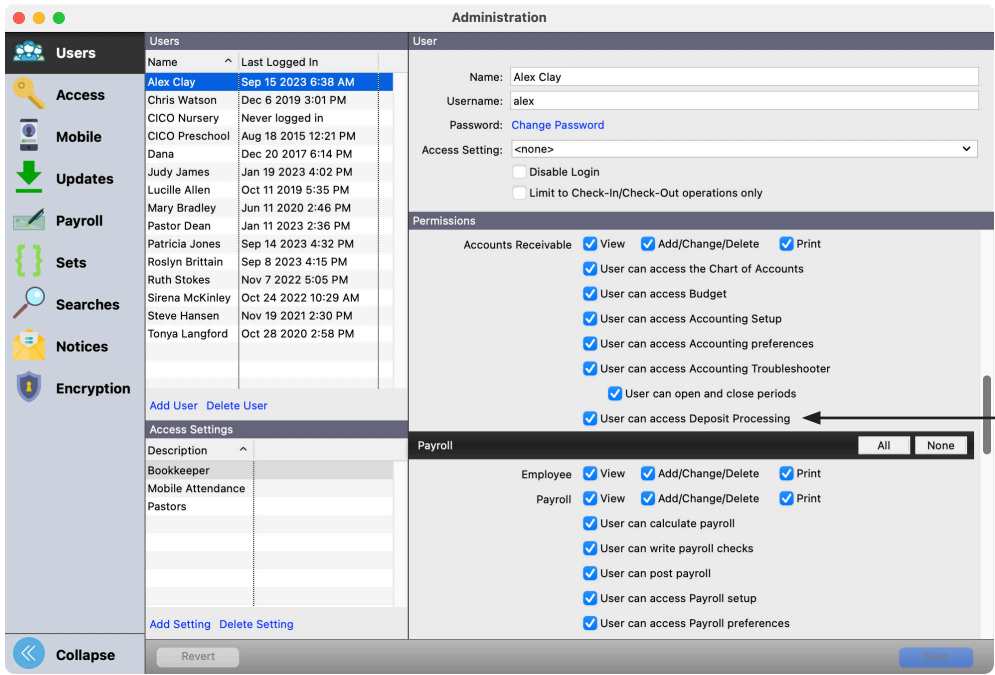 Administration
Users
Access
Mobile
Updates
Payroll
Sets
Searches
Notices
Encryption
Collapse
Users
Name Last Logged In
Alex Clay Sep 15 2023 6:38 AM
Chris Watson Dec 6 2019 3:01 PM
CICO Nursery Never logged in
CICO Preschool Aug 18 2015 12:21 PM
Dana Dec 20 2017 6:14 PM
Judy James Jan 19 2023 4:02 PM
Lucille Allen Oct 11 2019 5:35 PM
Mary Bradley Jun 11 2020 2:46 PM
Pastor Dean Jan 11 2023 2:36 PM
Patricia Jones Sep 14 2023 4:32 PM
Roslyn Brittain Sep 8 2023 4:15 PM
Ruth Stokes Nov 7 2022 5:05 PM
Sirena McKinley Oct 24 2022 10:29 AM
Steve Hansen Nov 19 2021 2:30 PM
Tonya Langford Oct 28 2020 2:58 PM
Add User Delete User
Access Settings
Description
Bookkeeper
Mobile Attendance
Pastors
Add Setting Delete Setting
User
Name: Alex Clay
Username: alex
Password: Change Password
Access Setting: <none>
Disable Login
Limit to Check-In/Check-Out operations only
Permissions
Accounts Receivable View Add/Change/Delete Print
User can access the Chart of Accounts
User can access Budget
User can access Accounting Setup
User can access Accounting preferences
User can access Accounting Troubleshooter
User can open and close periods
User can access Deposit Processing
Payroll All None
Employee View Add/Change/Delete Print
Payroll View Add/Change/Delete Print
User can calculate payroll
User can write payroll checks
User can post payroll
User can access Payroll setup
User can access Payroll preferences
Revert Save